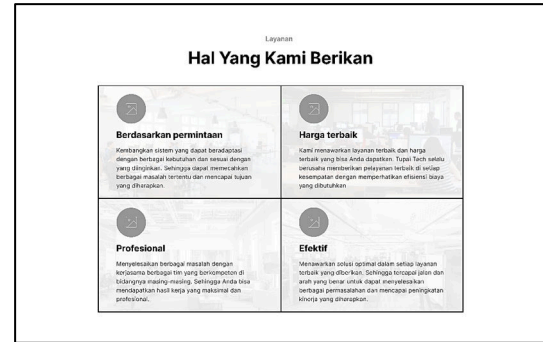 Layanan
Hal Yang Kami Berikan
Berdasarkan permintaan
Kembangkan sistem yang dapat beradaptasi
dengan berbagai kebutuhan dan sesuai dengan
yang diinginkan. Sehingga dapat memecahkan
berbagai masalah tertentu dan mencapai tujuan
yang diharapkan.
Harga terbaik
Kami menawarkan layanan terbaik dan harga
terbaik yang bisa Anda dapatkan. Tupai Tech selalu
berusaha memberikan pelayanan terbaik di setiap
kesempatan dengan memperhatikan efisiensi biaya
yang dibutuhkan
Profesional
Menyelesaikan berbagai masalah dengan
kerjasama berbagai tim yang berkompeten di
bidangnya masing-masing. Sehingga Anda bisa
mendapatkan hasil kerja yang maksimal dan
profesional.
Efektif
Menawarkan solusi optimal dalam setiap layanan
terbaik yang diberikan. Sehingga tercapai jalan dan
arah yang benar untuk dapat menyelesaikan
berbagai permasalahan dan mencapai peningkatan
kinerja yang diharapkan.